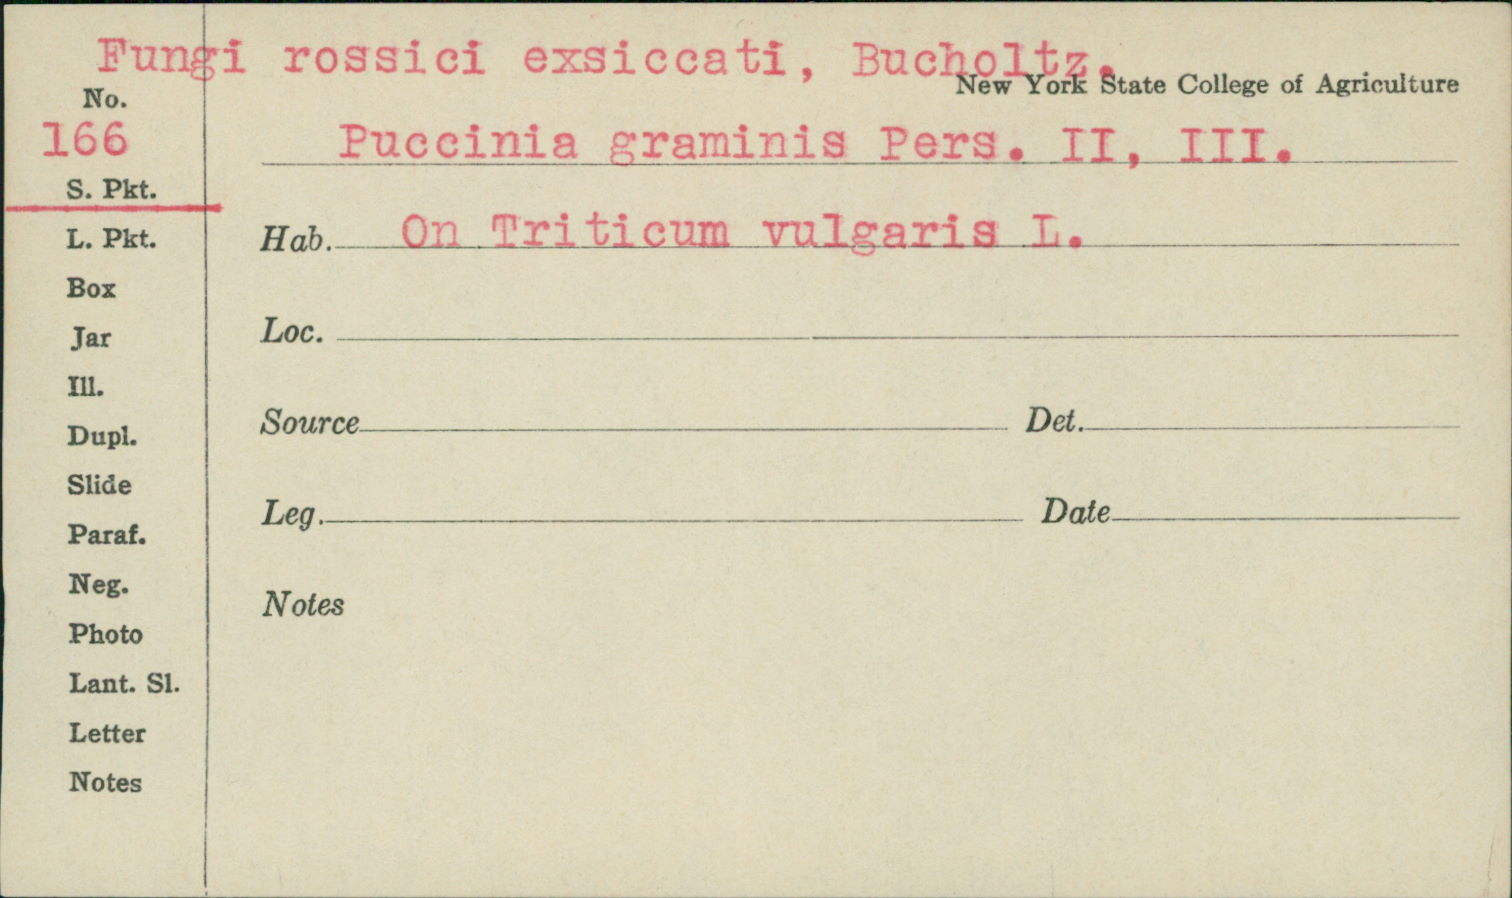 Fungi rossici exsiccati, Bucholtz.
New York State College of Agriculture
No.
166
Puccinia graminis Pers. II, III.
S. Pkt.
Hab. On Triticum vulgaris L.
L. Pkt.
Box
Loc.
Jar
Ill.
Source Det.
Dupl.
Slide
Leg. Date
Paraf.
Neg.
Notes
Photo
Lant. Sl.
Letter
Notes